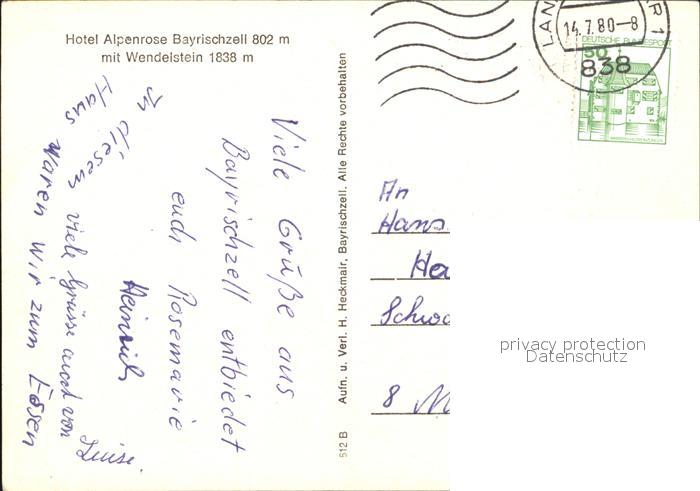 Hotel Alpenrose Bayrischzell 802 m
mit Wendelstein 1838 m
Viele Grüße aus
Bayrischzell entbiedet
euch Rosemarie
Heinrich
In diesem
Haus
waren wir zum Essen
viele Grüsse auch von
Luise.
512 B Aufn. u. Verl. H. Heckmair, Bayrischzell. Alle Rechte vorbehalten
14.7.80-8
1
838
DEUTSCHE BUNDESPOST
50
An
Hans
8 M
privacy protection
Datenschutz